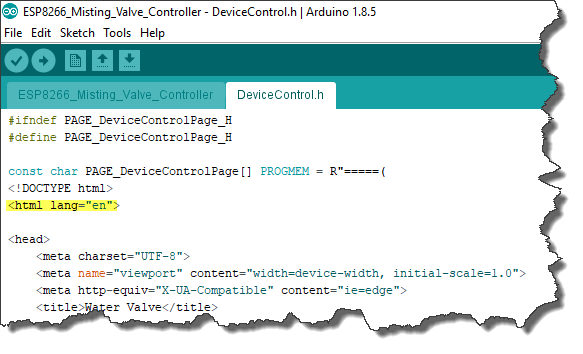 ESP8266_Misting_Valve_Controller - DeviceControl.h | Arduino 1.8.5
File Edit Sketch Tools Help
ESP8266_Misting_Valve_Controller DeviceControl.h
#ifndef PAGE_DeviceControlPage_H
#define PAGE_DeviceControlPage_H
const char PAGE_DeviceControlPage[] PROGMEM = R"=====(
<!DOCTYPE html>
<html lang="en">
<head>
<meta charset="UTF-8">
<meta name="viewport" content="width=device-width, initial-scale=1.0">
<meta http-equiv="X-UA-Compatible" content="ie=edge">
<title>Water Valve</title>